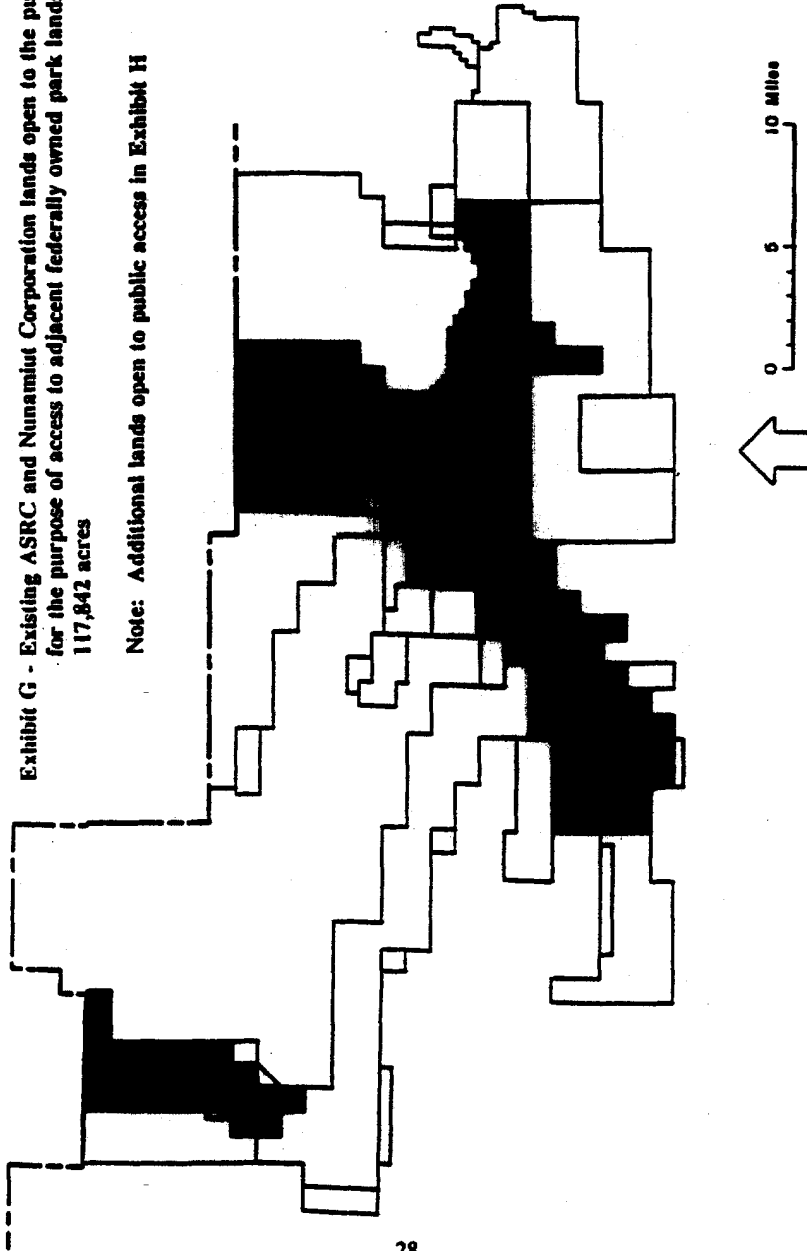 Exhibit G - Existing ASRC and Nunamiut Corporation lands open to the pu
for the purpose of access to adjacent federally owned park land
117,842 acres
Note: Additional lands open to public access in Exhibit H
0 5 10 Miles
28